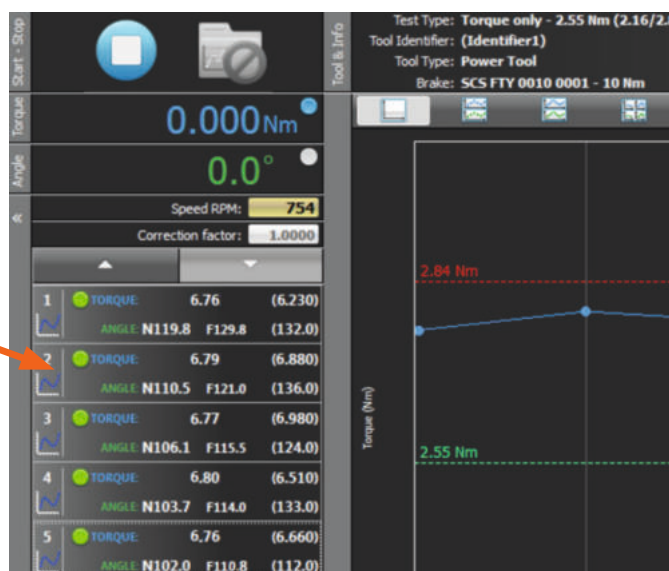 Start - Stop
Tool & Info
Test Type: Torque only - 2.55 Nm (2.16/2.
Tool Identifier: (Identifier1)
Tool Type: Power Tool
Brake: SCS FTY 0010 0001 - 10 Nm
Torque
0.000 Nm
Angle
0.0°
«
Speed RPM: 754
Correction factor: 1.0000
1 TORQUE: 6.76 (6.230)
ANGLE: N119.8 F129.8 (132.0)
2 TORQUE: 6.79 (6.880)
ANGLE: N110.5 F121.0 (136.0)
3 TORQUE: 6.77 (6.980)
ANGLE: N106.1 F115.5 (124.0)
4 TORQUE: 6.80 (6.510)
ANGLE: N103.7 F114.0 (133.0)
5 TORQUE: 6.76 (6.660)
ANGLE: N102.0 F110.8 (112.0)
2.84 Nm
Torque (Nm)
2.55 Nm